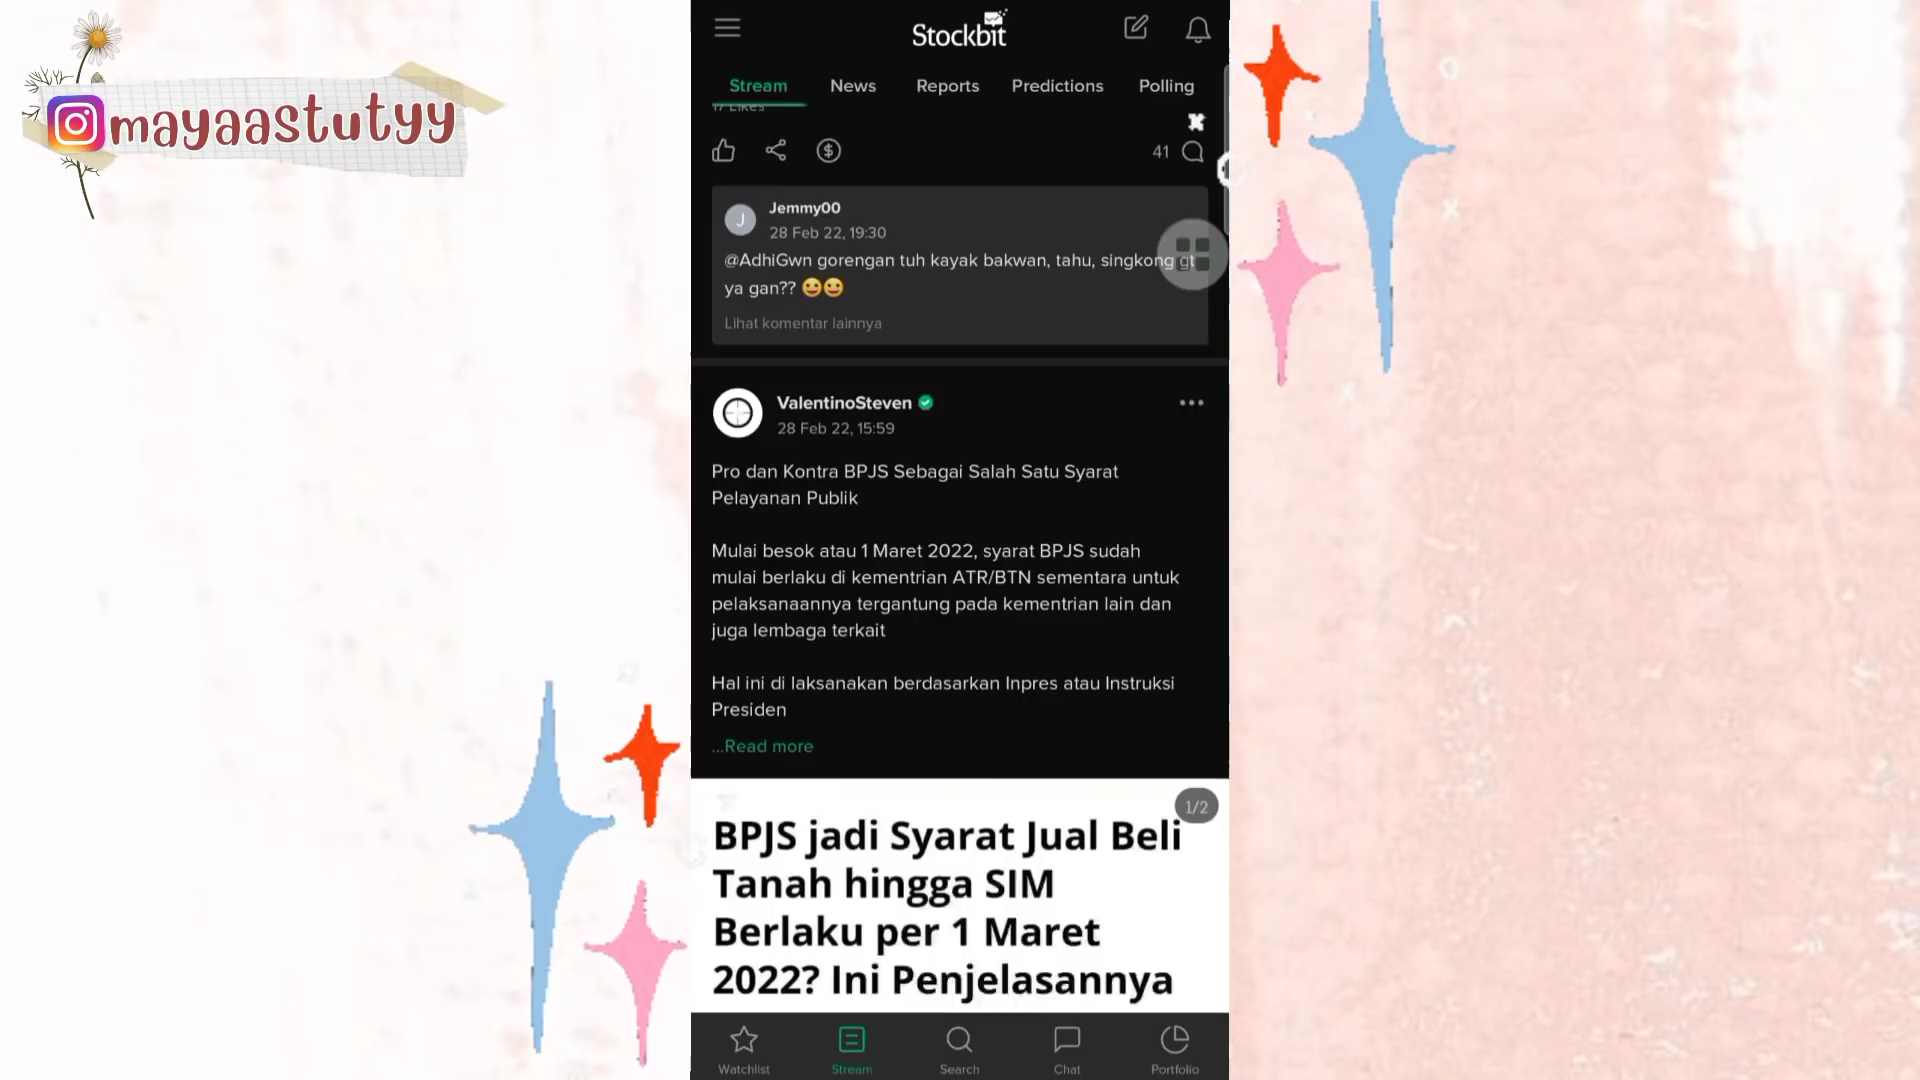 mayaastutyy
Stockbit
Stream News Reports Predictions Polling
17 Likes
41
J
Jemmy00
28 Feb 22, 19:30
@AdhiGwn gorengan tuh kayak bakwan, tahu, singkong gt
ya gan?? 😆😆
Lihat komentar lainnya
ValentinoSteven
28 Feb 22, 15:59
Pro dan Kontra BPJS Sebagai Salah Satu Syarat
Pelayanan Publik
Mulai besok atau 1 Maret 2022, syarat BPJS sudah
mulai berlaku di kementrian ATR/BTN sementara untuk
pelaksanaannya tergantung pada kementrian lain dan
juga lembaga terkait
Hal ini di laksanakan berdasarkan Inpres atau Instruksi
Presiden
...Read more
1/2
BPJS jadi Syarat Jual Beli
Tanah hingga SIM
Berlaku per 1 Maret
2022? Ini Penjelasannya
Watchlist Stream Search Chat Portfolio